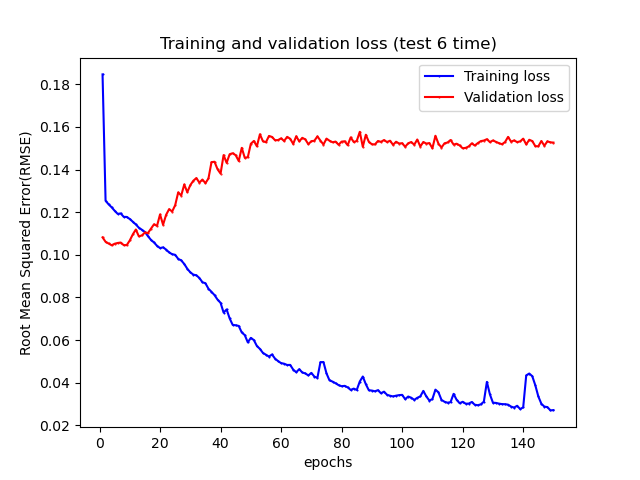 Training and validation loss (test 6 time)
Training loss
Validation loss
Root Mean Squared Error(RMSE)
0.18
0.16
0.14
0.12
0.10
0.08
0.06
0.04
0.02
0 20 40 60 80 100 120 140
epochs